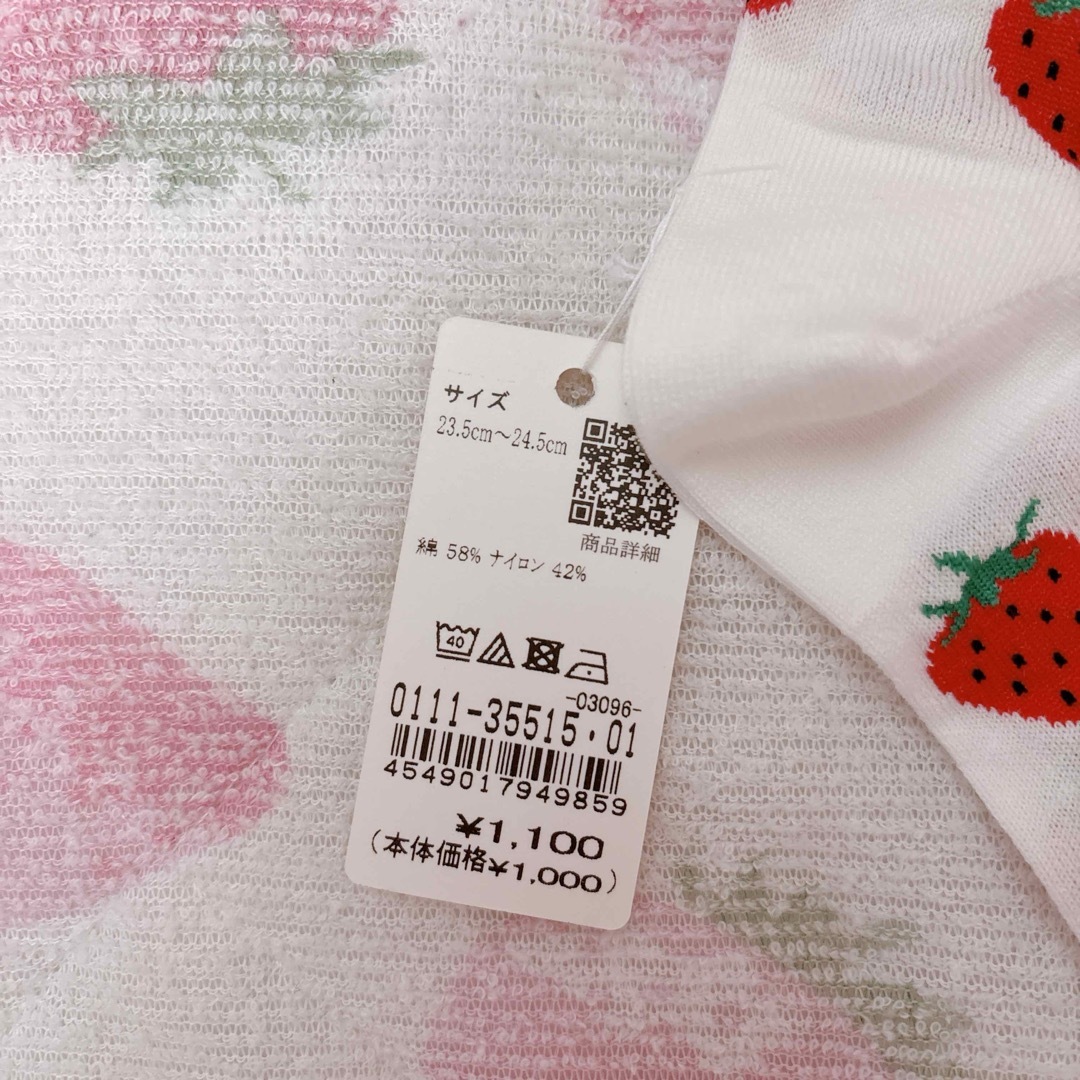 サイズ
23.5cm～24.5cm
商品詳細
綿 58% ナイロン 42%
40
-03096-
0111-35515・01
4549017949859
¥1,100
(本体価格¥1,000)